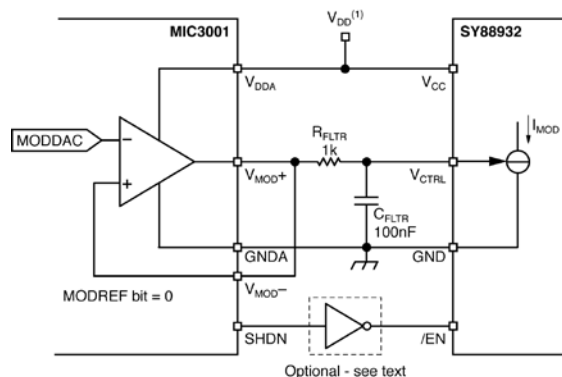 MIC3001
V_DD(1)
SY88932
V_DDA
V_CC
MODDAC
−
+
R_FLTR
1k
I_MOD
V_MOD+
V_CTRL
C_FLTR
100nF
GNDA
GND
MODREF bit = 0
V_MOD−
SHDN
/EN
Optional - see text